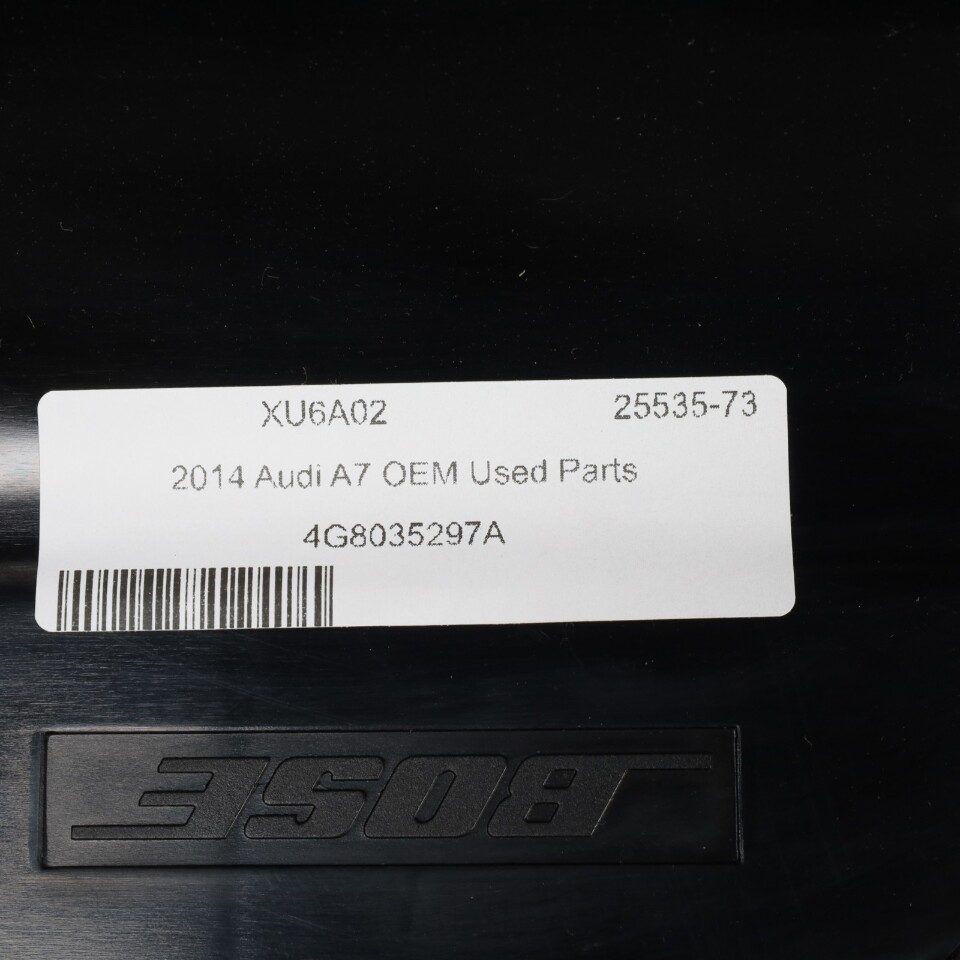 XU6A02 25535-73
2014 Audi A7 OEM Used Parts
4G8035297A
BOSE